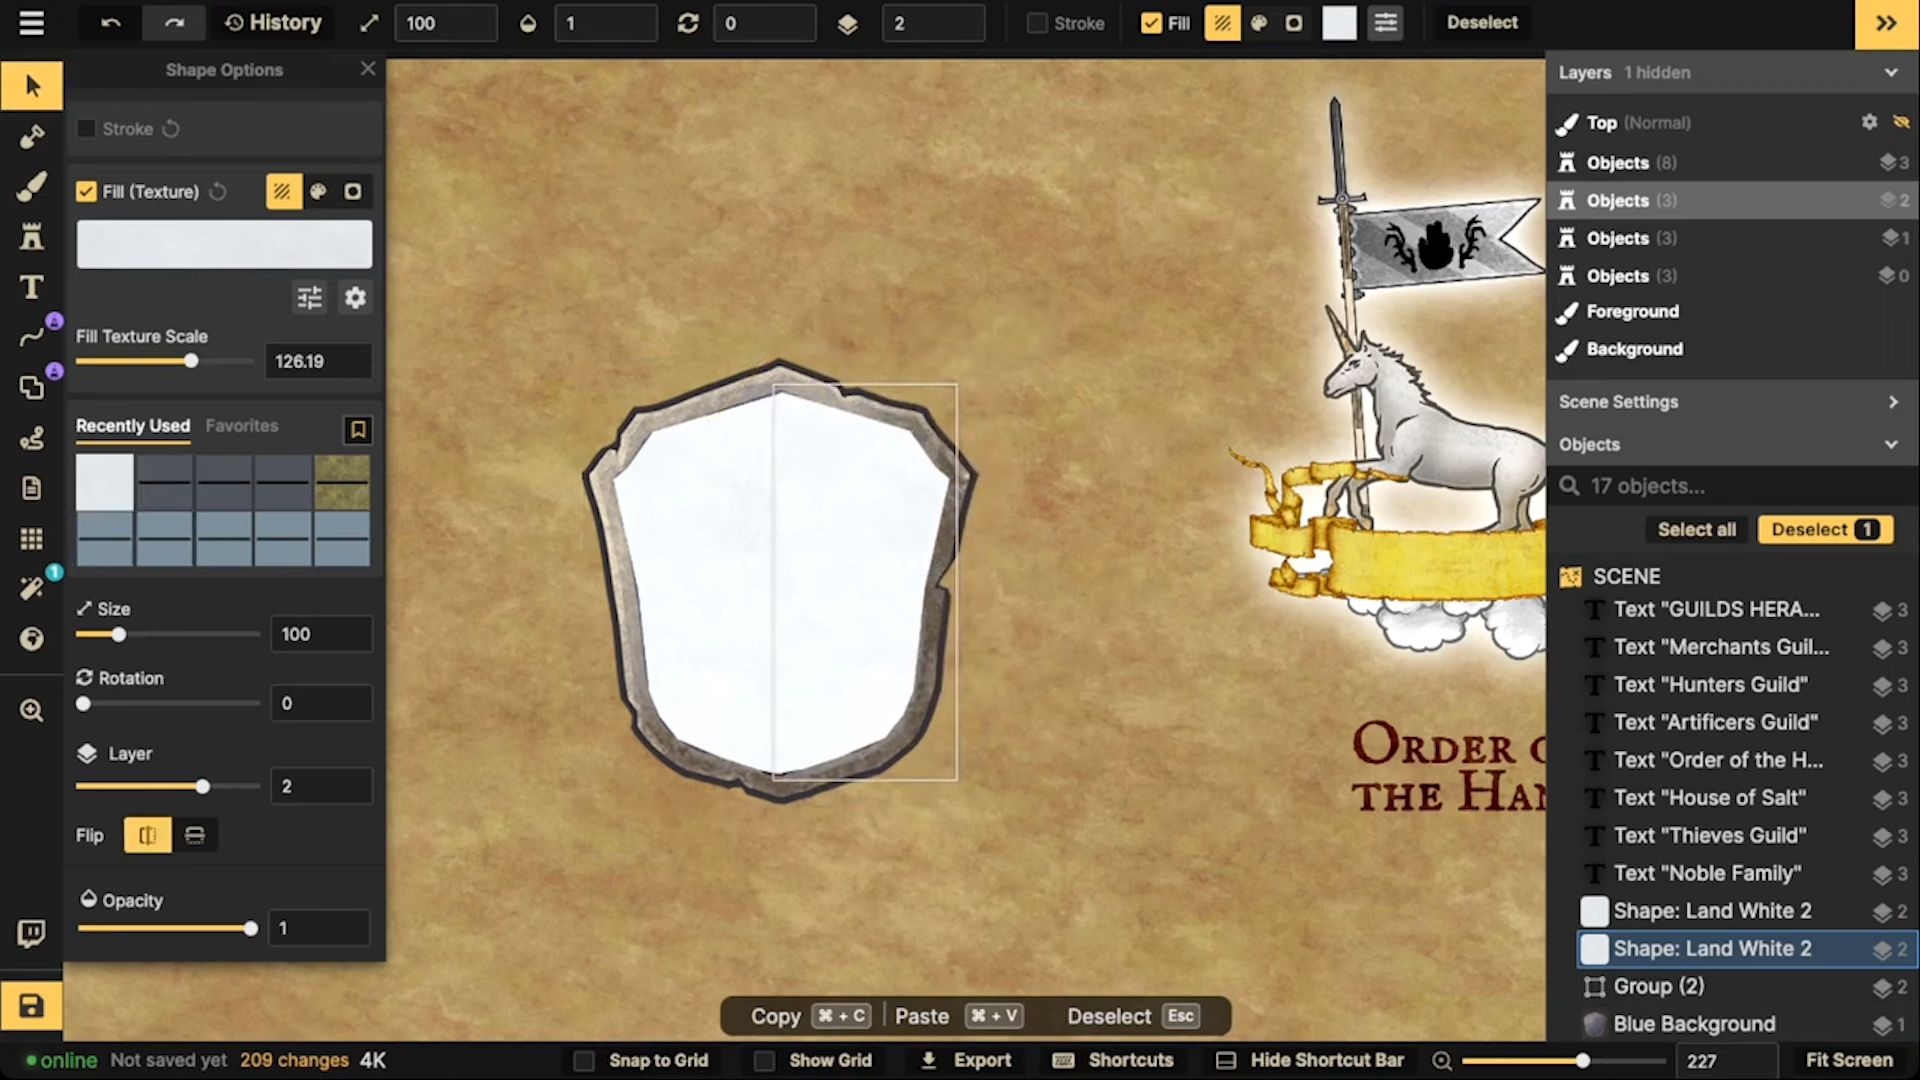 History
100
1
0
2
Stroke
Fill
Deselect
Shape Options
Stroke
Fill (Texture)
Fill Texture Scale
126.19
Recently Used Favorites
1
Size
100
Rotation
0
Layer
2
Flip
Opacity
1
ORDER O
THE HA
Layers 1 hidden
Top (Normal)
Objects (8) 3
Objects (3) 2
Objects (3) 1
Objects (3) 0
Foreground
Background
Scene Settings
Objects
17 objects...
Select all
Deselect 1
SCENE
Text "GUILDS HERA... 3
Text "Merchants Guil... 3
Text "Hunters Guild" 3
Text "Artificers Guild" 3
Text "Order of the H... 3
Text "House of Salt" 3
Text "Thieves Guild" 3
Text "Noble Family" 3
Shape: Land White 2 2
Shape: Land White 2 2
Group (2) 2
Blue Background 1
Copy ⌘ + C Paste ⌘ + V Deselect Esc
online Not saved yet 209 changes 4K
Snap to Grid
Show Grid
Export
Shortcuts
Hide Shortcut Bar
227
Fit Screen